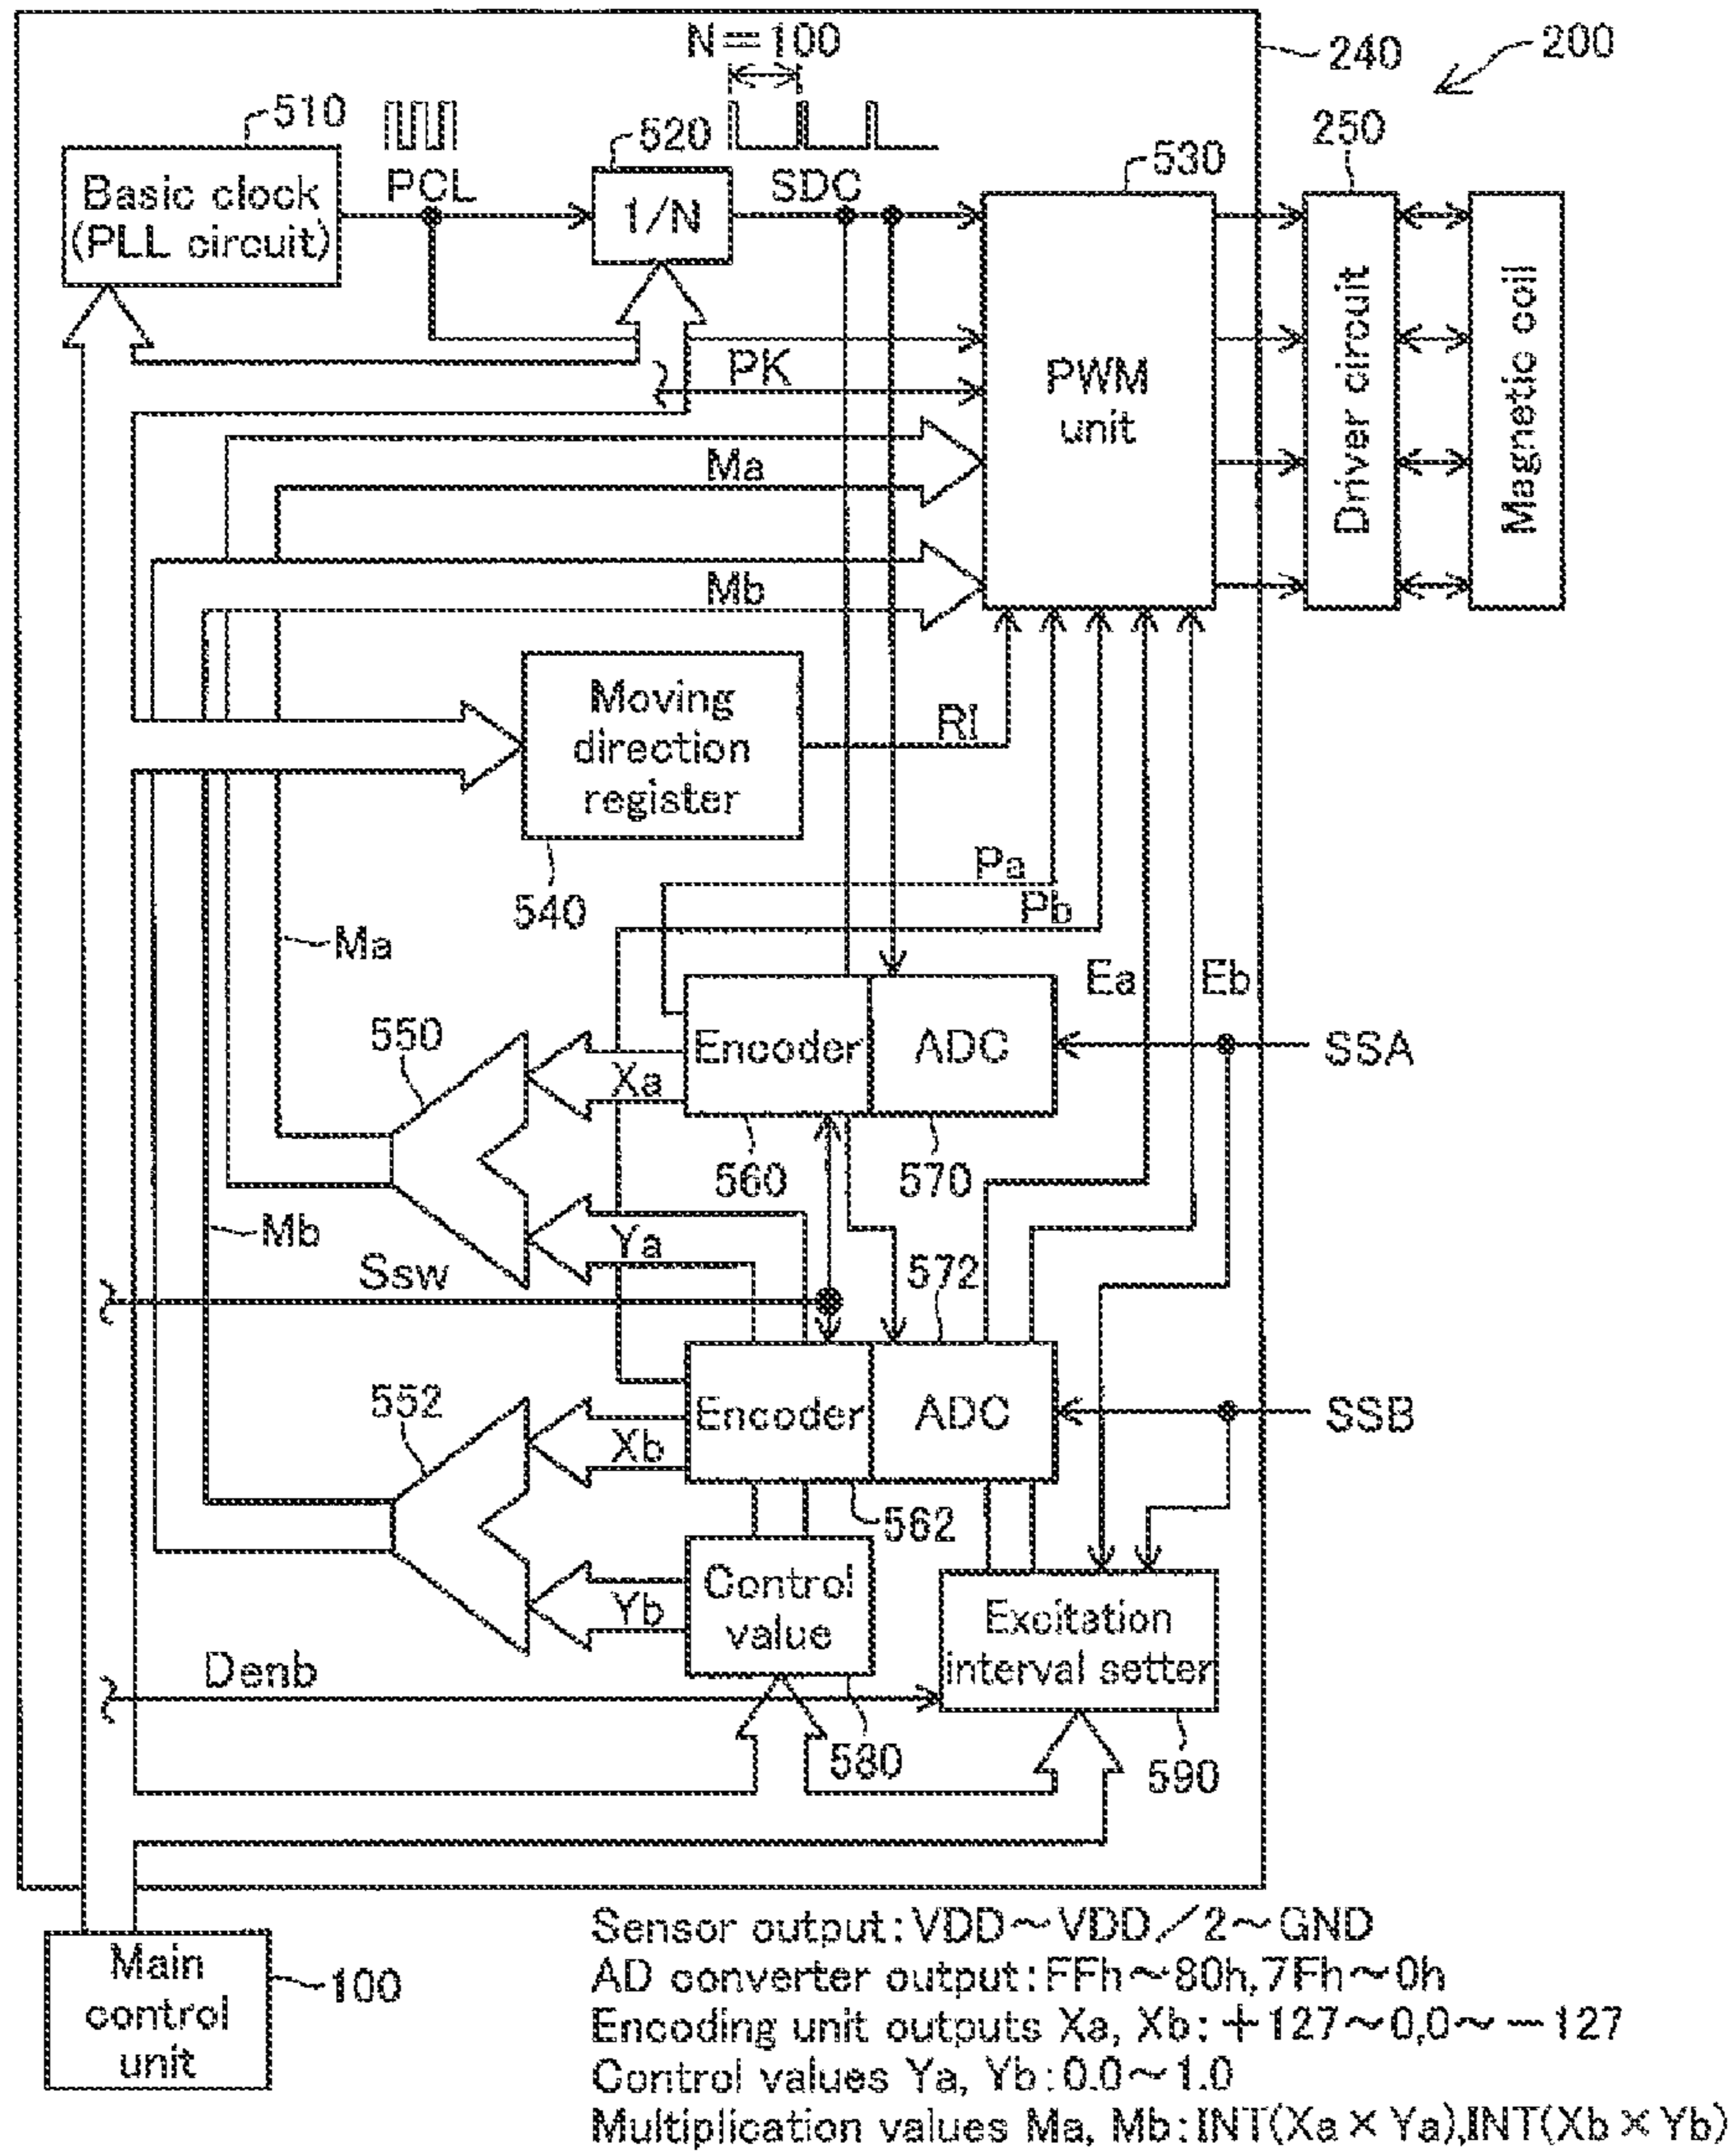 N=100
240
200
510
520
250
530
PCL
SDC
Basic clock
(PLL circuit)
1/N
PK
PWM
unit
Driver circuit
Magnetic coil
Ma
Mb
Moving
direction
register
RI
540
Pa
Pb
Ma
Ea
Eb
550
Encoder
ADC
SSA
Xa
560
570
Mb
Ya
Ssw
572
552
Encoder
ADC
SSB
Xb
562
Control
value
Yb
Excitation
interval setter
Denb
580
590
Main
control
unit
100
Sensor output:VDD~VDD/2~GND
AD converter output:FFh~80h,7Fh~0h
Encoding unit outputs Xa, Xb:+127~0,0~-127
Control values Ya, Yb:0.0~1.0
Multiplication values Ma, Mb:INT(Xa×Ya),INT(Xb×Yb)